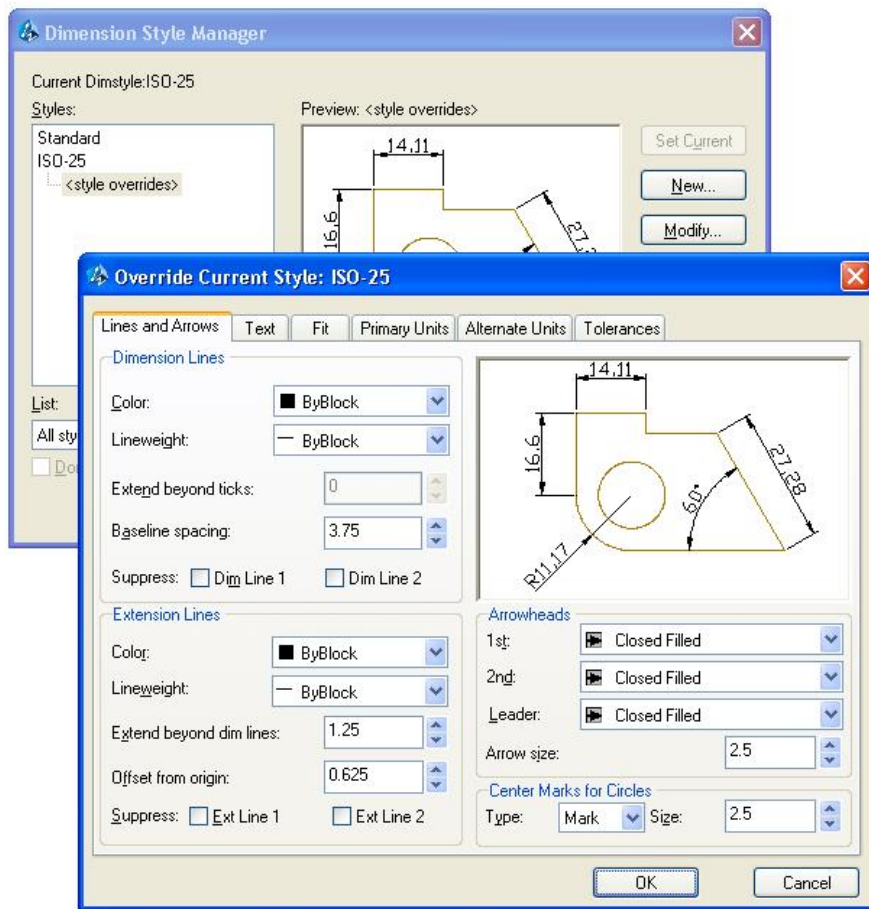 Dimension Style Manager
Current Dimstyle:ISO-25
Styles:
Preview: <style overrides>
Standard
ISO-25
<style overrides>
14,11
16,6
Set Current
New...
Modify...
List:
All
Override Current Style: ISO-25
Lines and Arrows Text Fit Primary Units Alternate Units Tolerances
Dimension Lines
Color: ByBlock
Lineweight: ByBlock
Extend beyond ticks: 0
Baseline spacing: 3.75
Suppress: Dim Line 1 Dim Line 2
14,11
16,6
27,28
60°
R11,17
Extension Lines
Color: ByBlock
Lineweight: ByBlock
Extend beyond dim lines: 1.25
Offset from origin: 0.625
Suppress: Ext Line 1 Ext Line 2
Arrowheads
1st: Closed Filled
2nd: Closed Filled
Leader: Closed Filled
Arrow size: 2.5
Center Marks for Circles
Type: Mark Size: 2.5
OK Cancel